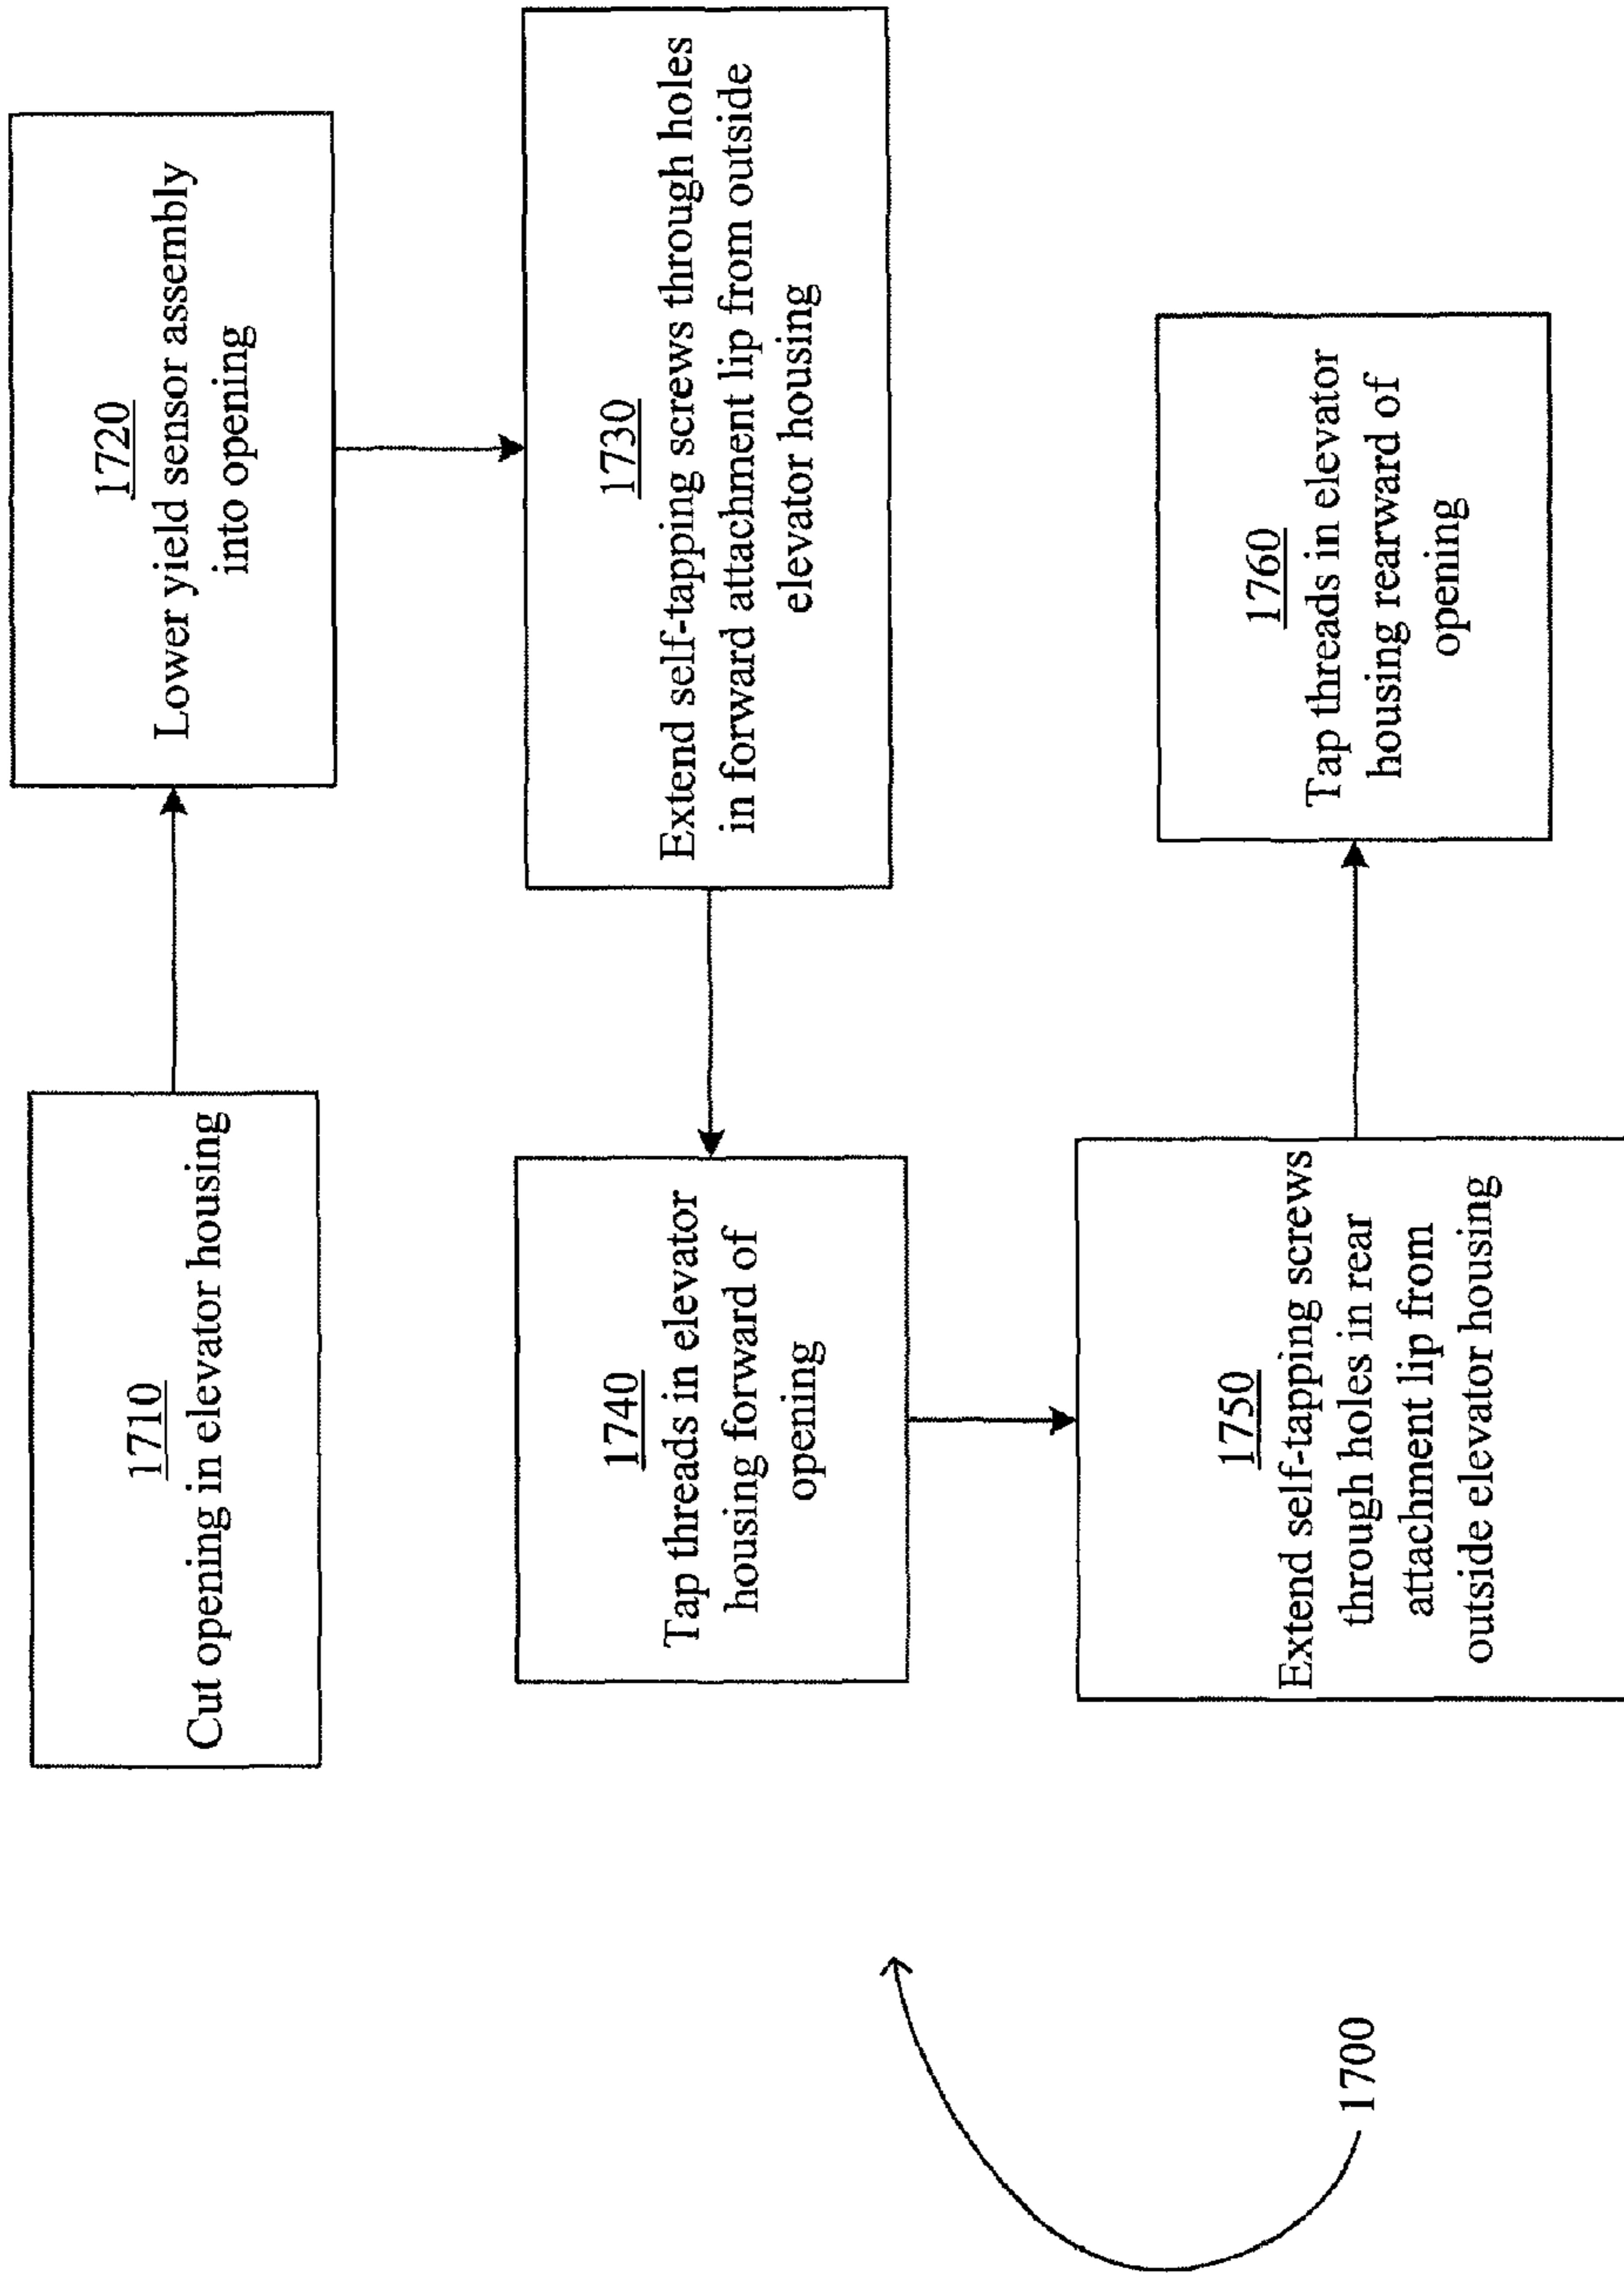 1710
Cut opening in elevator housing
1720
Lower yield sensor assembly
into opening
1730
Extend self-tapping screws through holes
in forward attachment lip from outside
elevator housing
1740
Tap threads in elevator
housing forward of
opening
1750
Extend self-tapping screws
through holes in rear
attachment lip from
outside elevator housing
1760
Tap threads in elevator
housing rearward of
opening
1700